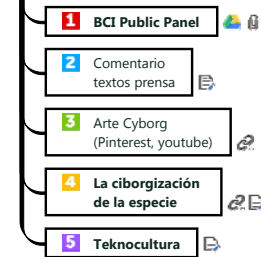 1 BCI Public Panel
2 Comentario
textos prensa
3 Arte Cyborg
(Pinterest, youtube)
4 La ciborgización
de la especie
5 Teknocultura